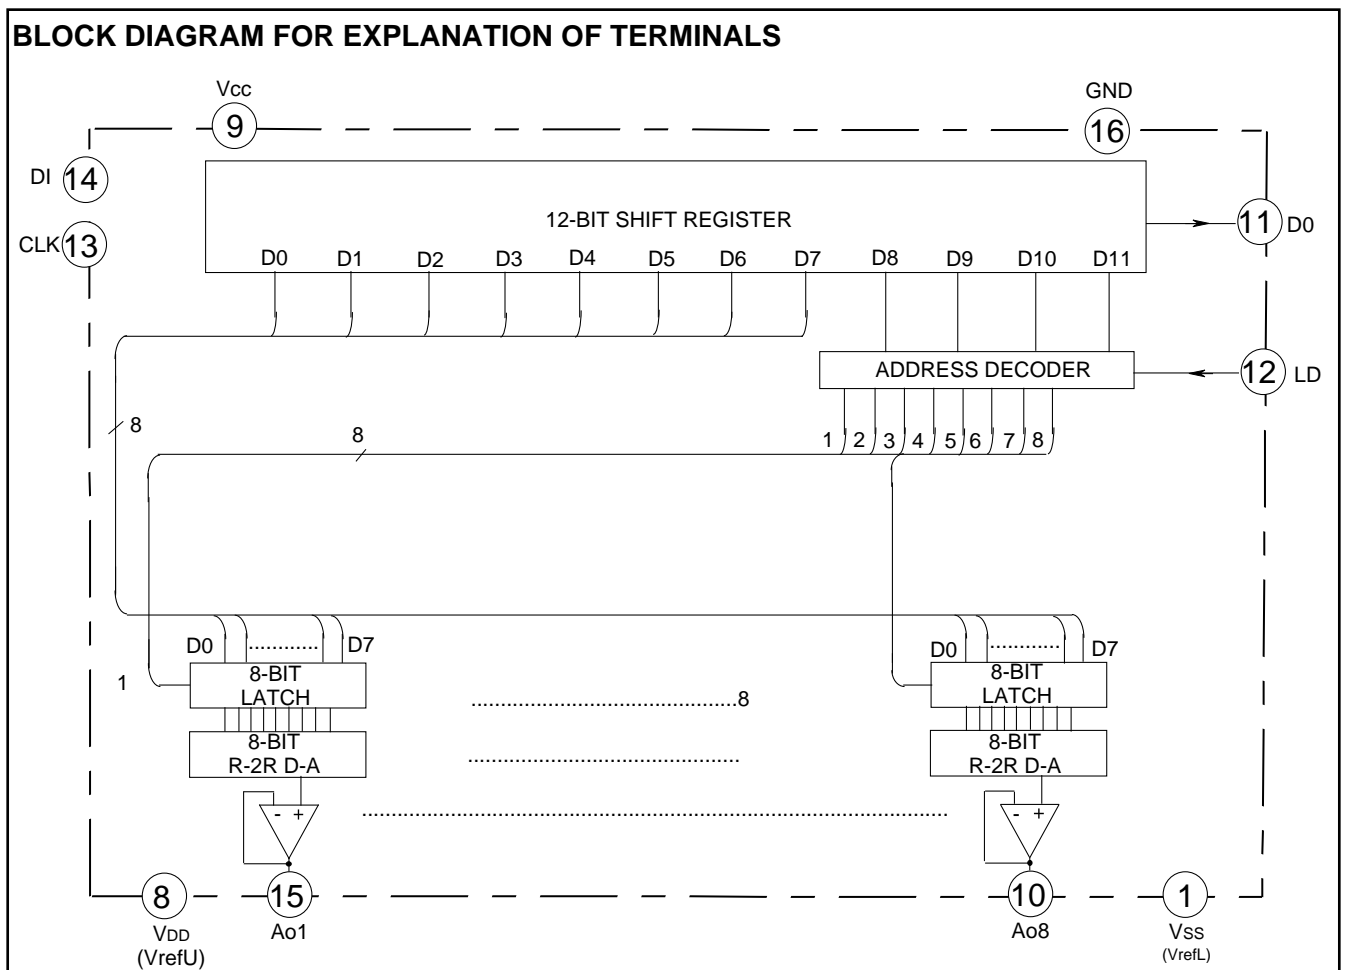 BLOCK DIAGRAM FOR EXPLANATION OF TERMINALS
Vcc
9
GND
16
DI 14
CLK 13
12-BIT SHIFT REGISTER
D0 D1 D2 D3 D4 D5 D6 D7 D8 D9 D10 D11
11 D0
ADDRESS DECODER
12 LD
8
8
1 2 3 4 5 6 7 8
D0 ............ D7
D0 ............ D7
1
8-BIT
LATCH
.......................................8
8-BIT
LATCH
8-BIT
R-2R D-A
8-BIT
R-2R D-A
- +
- +
8
VDD
(VrefU)
15
Ao1
10
Ao8
1
VSS
(VrefL)